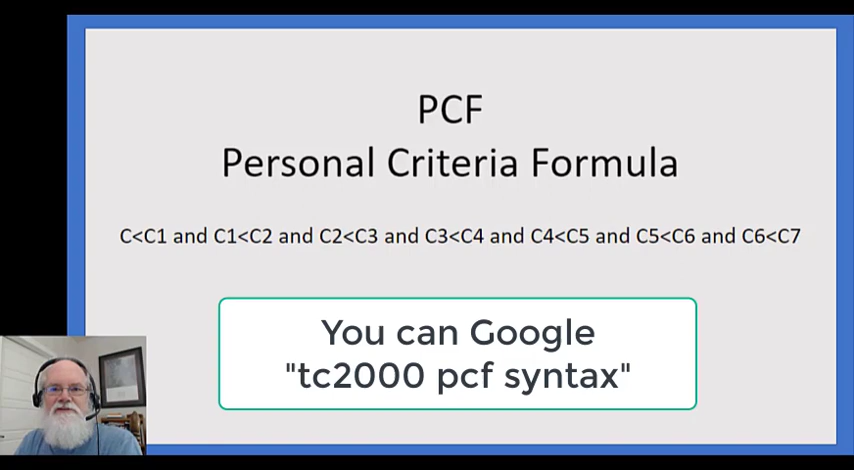 PCF
Personal Criteria Formula
C<C1 and C1<C2 and C2<C3 and C3<C4 and C4<C5 and C5<C6 and C6<C7
You can Google
"tc2000 pcf syntax"